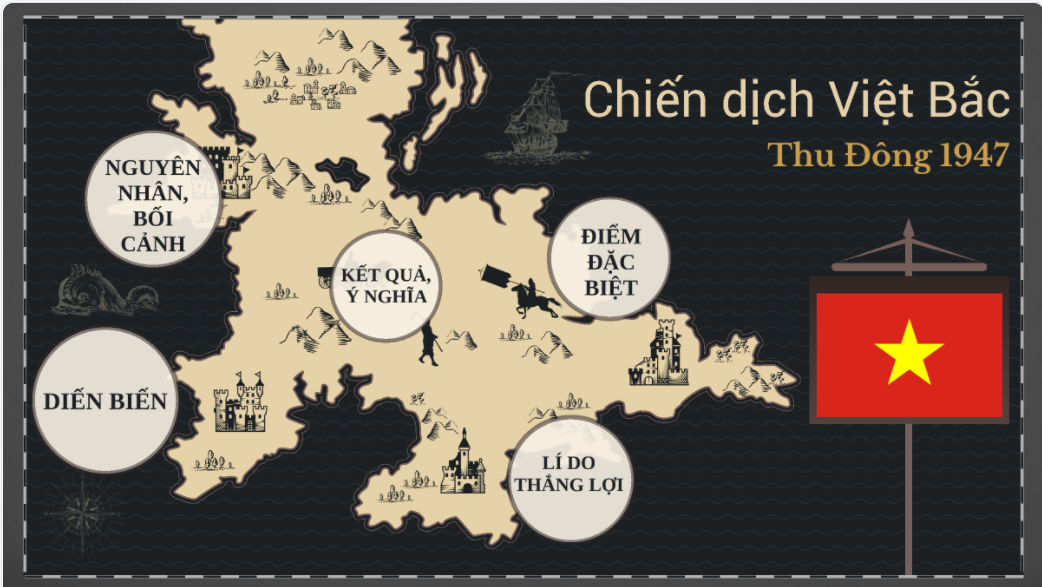 Chiến dịch Việt Bắc
Thu Đông 1947
NGUYÊN
NHÂN,
BỐI
CẢNH
KẾT QUẢ,
Ý NGHĨA
ĐIỂM
ĐẶC
BIỆT
DIẾN BIẾN
LÍ DO
THẮNG LỢI